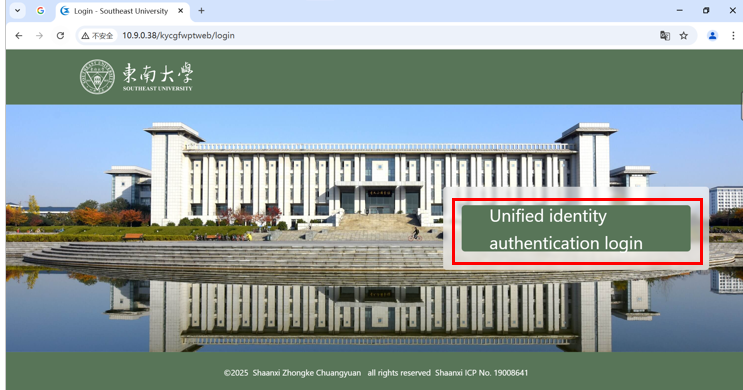 Login - Southeast University
不安全
10.9.0.38/kycgfwptweb/login
東南大學
SOUTHEAST UNIVERSITY
Unified identity
authentication login
©2025 Shaanxi Zhongke Chuangyuan all rights reserved Shaanxi ICP No. 19008641